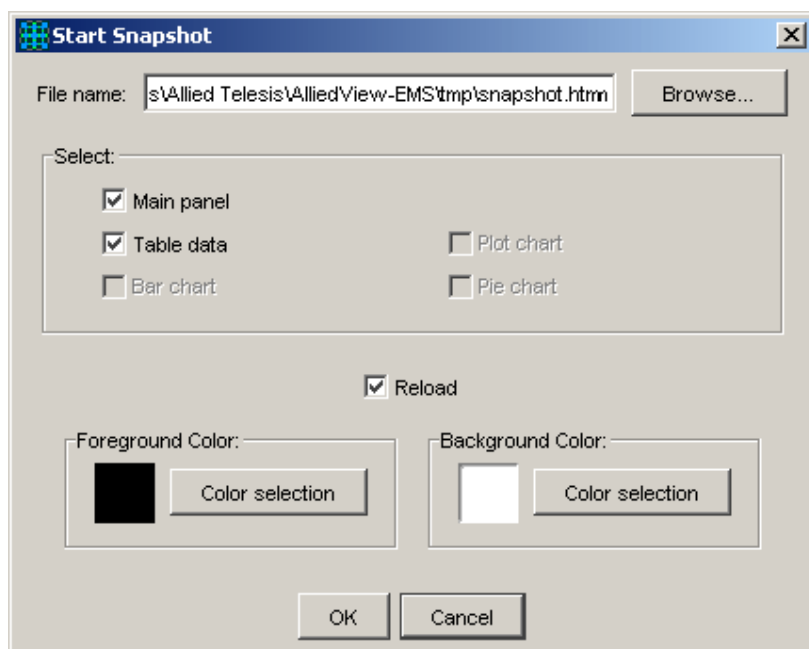 Start Snapshot
File name: s\Allied Telesis\AlliedView-EMS\tmp\snapshot.htm Browse...
Select:
Main panel
Table data Plot chart
Bar chart Pie chart
Reload
Foreground Color: Background Color:
Color selection Color selection
OK Cancel